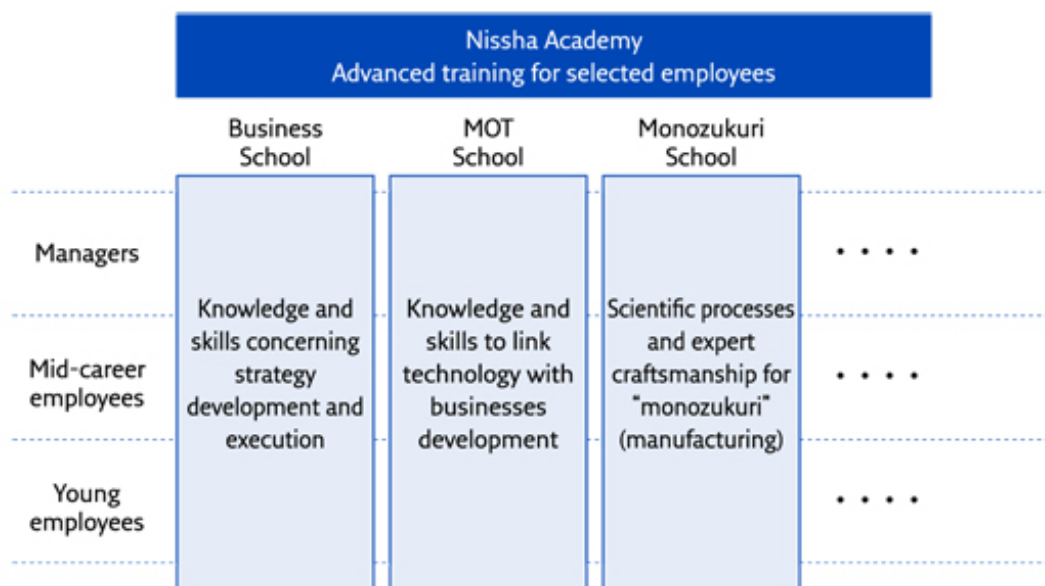 Nissha Academy
Advanced training for selected employees
Business
School
MOT
School
Monozukuri
School
Managers
• • • •
Knowledge and
skills concerning
strategy
development and
execution
Knowledge and
skills to link
technology with
businesses
development
Scientific processes
and expert
craftsmanship for
"monozukuri"
(manufacturing)
Mid-career
employees
• • • •
Young
employees
• • • •